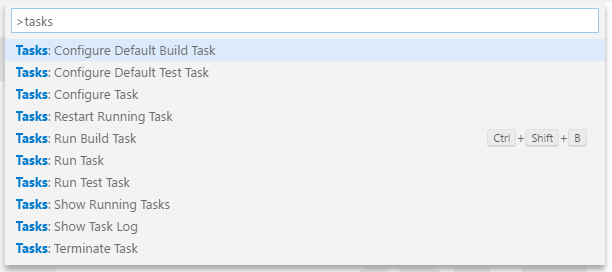 >tasks
Tasks: Configure Default Build Task
Tasks: Configure Default Test Task
Tasks: Configure Task
Tasks: Restart Running Task
Tasks: Run Build Task Ctrl + Shift + B
Tasks: Run Task
Tasks: Run Test Task
Tasks: Show Running Tasks
Tasks: Show Task Log
Tasks: Terminate Task